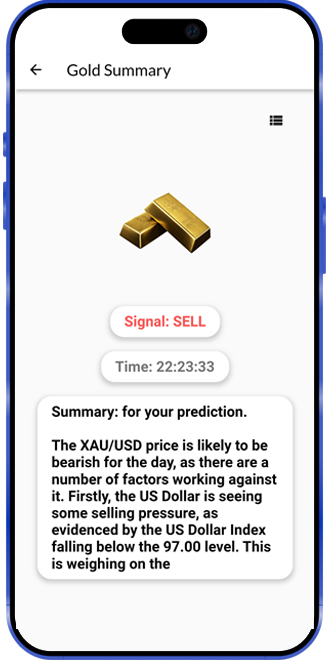 Gold Summary
Signal: SELL
Time: 22:23:33
Summary: for your prediction.
The XAU/USD price is likely to be
bearish for the day, as there are a
number of factors working against
it. Firstly, the US Dollar is seeing
some selling pressure, as
evidenced by the US Dollar Index
falling below the 97.00 level. This
is weighing on the